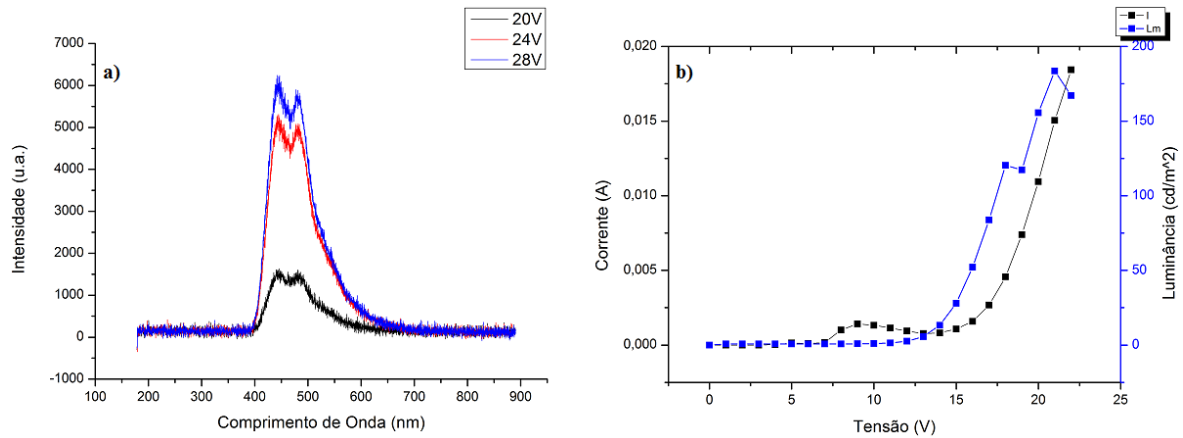 20V
24V
28V
a)
7000
6000
5000
4000
3000
2000
1000
0
-1000
100 200 300 400 500 600 700 800 900
Intensidade (u.a.)
Comprimento de Onda (nm)
I
Lm
b)
0,020
0,015
0,010
0,005
0,000
200
150
100
50
0
0 5 10 15 20 25
Corrente (A)
Luminância (cd/m^2)
Tensão (V)